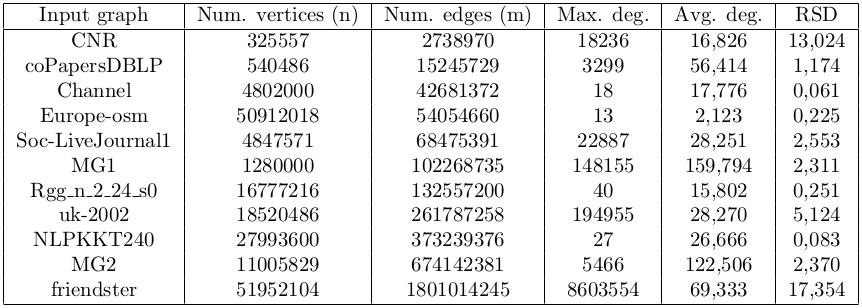 Input graph Num. vertices (n) Num. edges (m) Max. deg. Avg. deg. RSD
CNR 325557 2738970 18236 16,826 13,024
coPapersDBLP 540486 15245729 3299 56,414 1,174
Channel 4802000 42681372 18 17,776 0,061
Europe-osm 50912018 54054660 13 2,123 0,225
Soc-LiveJournal1 4847571 68475391 22887 28,251 2,553
MG1 1280000 102268735 148155 159,794 2,311
Rgg_n_2_24_s0 16777216 132557200 40 15,802 0,251
uk-2002 18520486 261787258 194955 28,270 5,124
NLPKKT240 27993600 373239376 27 26,666 0,083
MG2 11005829 674142381 5466 122,506 2,370
friendster 51952104 1801014245 8603554 69,333 17,354